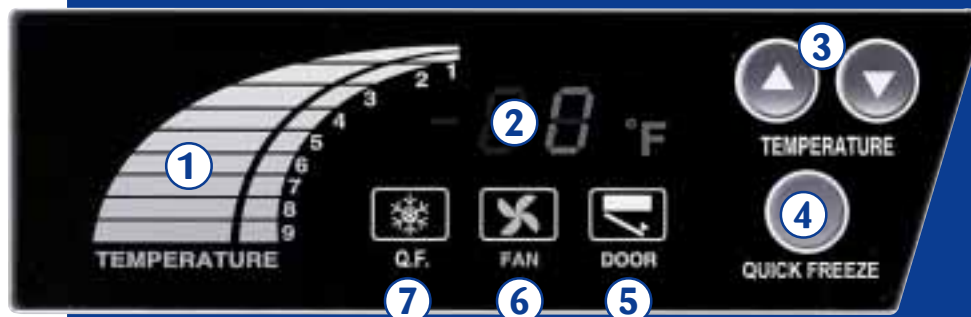 1
2
3
4
5
6
7
8
9
1
TEMPERATURE
2
0
°F
3
TEMPERATURE
4
QUICK FREEZE
Q.F.
FAN
DOOR
7
6
5